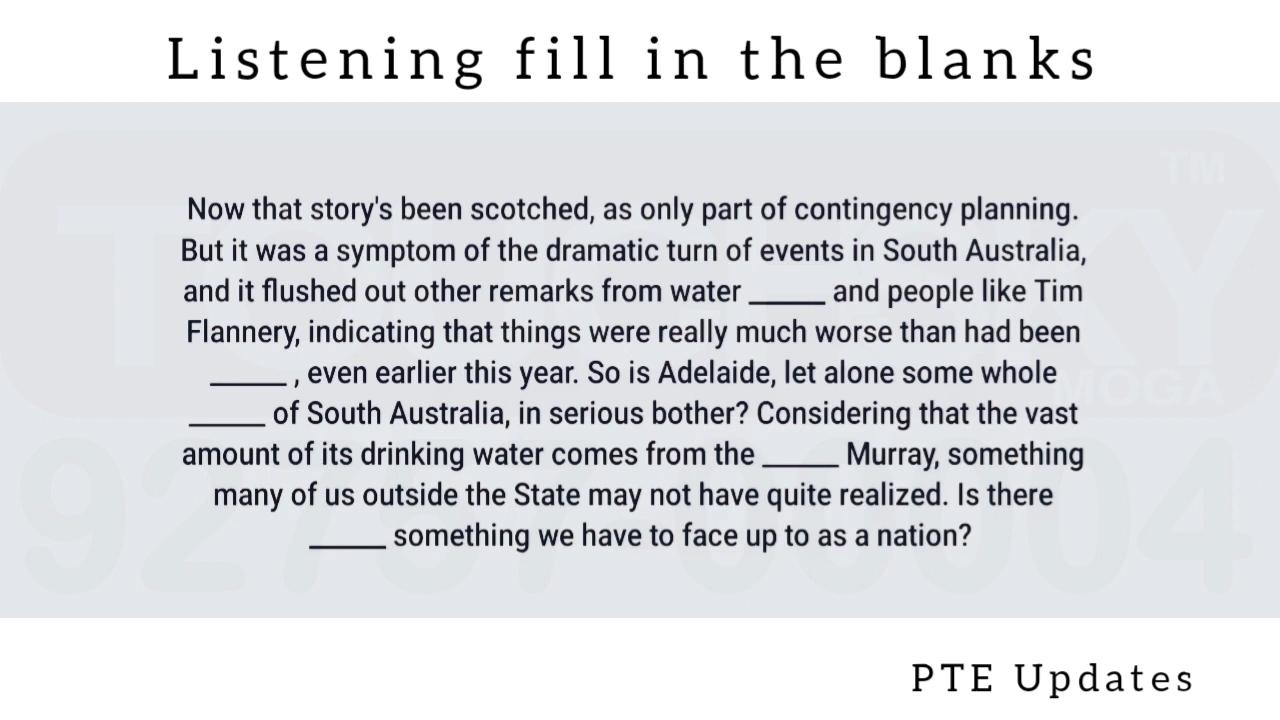 Listening fill in the blanks
TM
Now that story's been scotched, as only part of contingency planning.
But it was a symptom of the dramatic turn of events in South Australia,
and it flushed out other remarks from water _____ and people like Tim
Flannery, indicating that things were really much worse than had been
_____ , even earlier this year. So is Adelaide, let alone some whole
MOGA
_____ of South Australia, in serious bother? Considering that the vast
amount of its drinking water comes from the _____ Murray, something
many of us outside the State may not have quite realized. Is there
_____ something we have to face up to as a nation?
PTE Updates